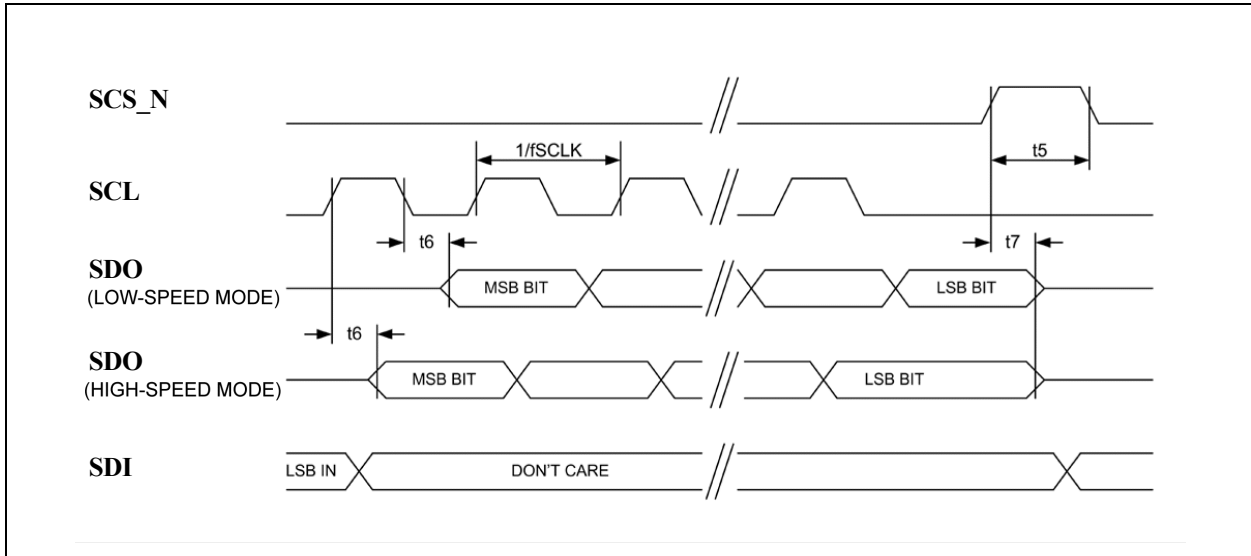 SCS_N
t5
1/fSCLK
SCL
t6
t7
SDO
(LOW-SPEED MODE)
MSB BIT
LSB BIT
t6
SDO
(HIGH-SPEED MODE)
MSB BIT
LSB BIT
SDI
LSB IN
DON'T CARE